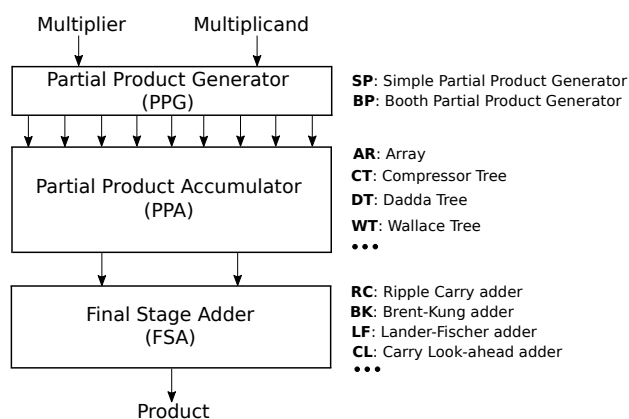 Multiplier
Multiplicand
Partial Product Generator
(PPG)
SP: Simple Partial Product Generator
BP: Booth Partial Product Generator
Partial Product Accumulator
(PPA)
AR: Array
CT: Compressor Tree
DT: Dadda Tree
WT: Wallace Tree
•••
Final Stage Adder
(FSA)
RC: Ripple Carry adder
BK: Brent-Kung adder
LF: Lander-Fischer adder
CL: Carry Look-ahead adder
•••
Product